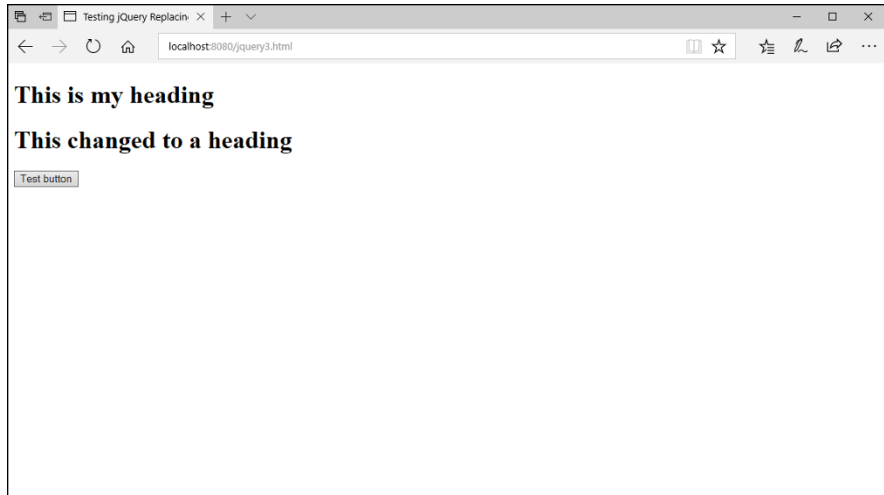 Testing jQuery Replacin
localhost:8080/jquery3.html
This is my heading
This changed to a heading
Test button